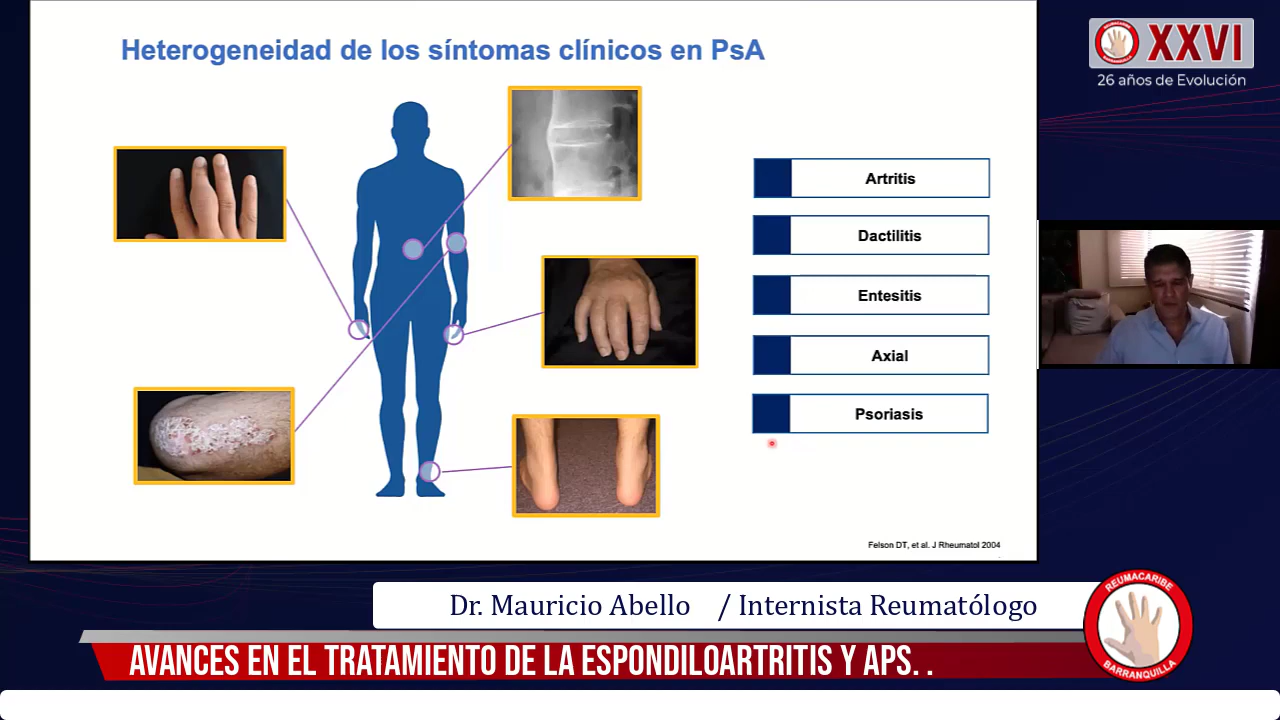 Heterogeneidad de los síntomas clínicos en PsA
Artritis
Dactilitis
Entesitis
Axial
Psoriasis
Felson DT, et al. J Rheumatol 2004
XXVI
REUMACARIBE
BARRANQUILLA
26 años de Evolución
Dr. Mauricio Abello / Internista Reumatólogo
AVANCES EN EL TRATAMIENTO DE LA ESPONDILOARTRITIS Y APS. .
REUMACARIBE
BARRANQUILLA